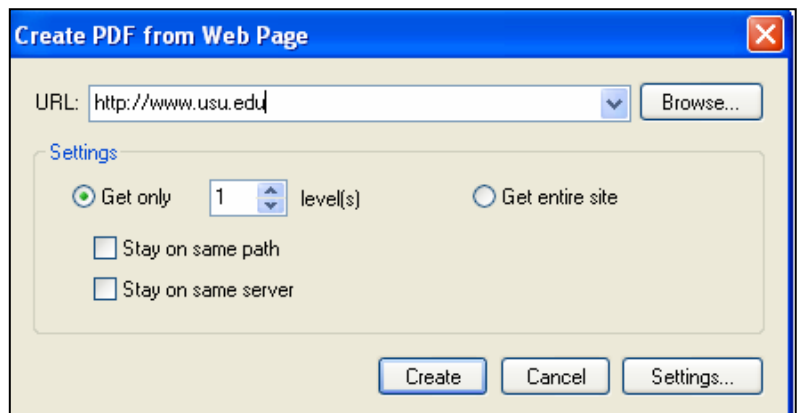 Create PDF from Web Page
URL: http://www.usu.edu Browse...
Settings
Get only 1 level(s) Get entire site
Stay on same path
Stay on same server
Create Cancel Settings...